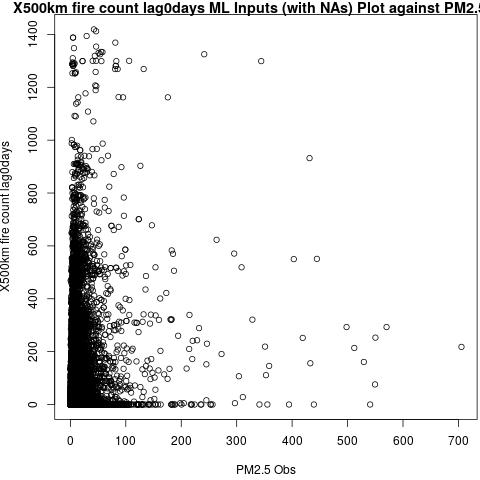 X500km fire count lag0days ML Inputs (with NAs) Plot against PM2.5
X500km fire count lag0days
1400
1200
1000
800
600
400
200
0
0 100 200 300 400 500 600 700
PM2.5 Obs